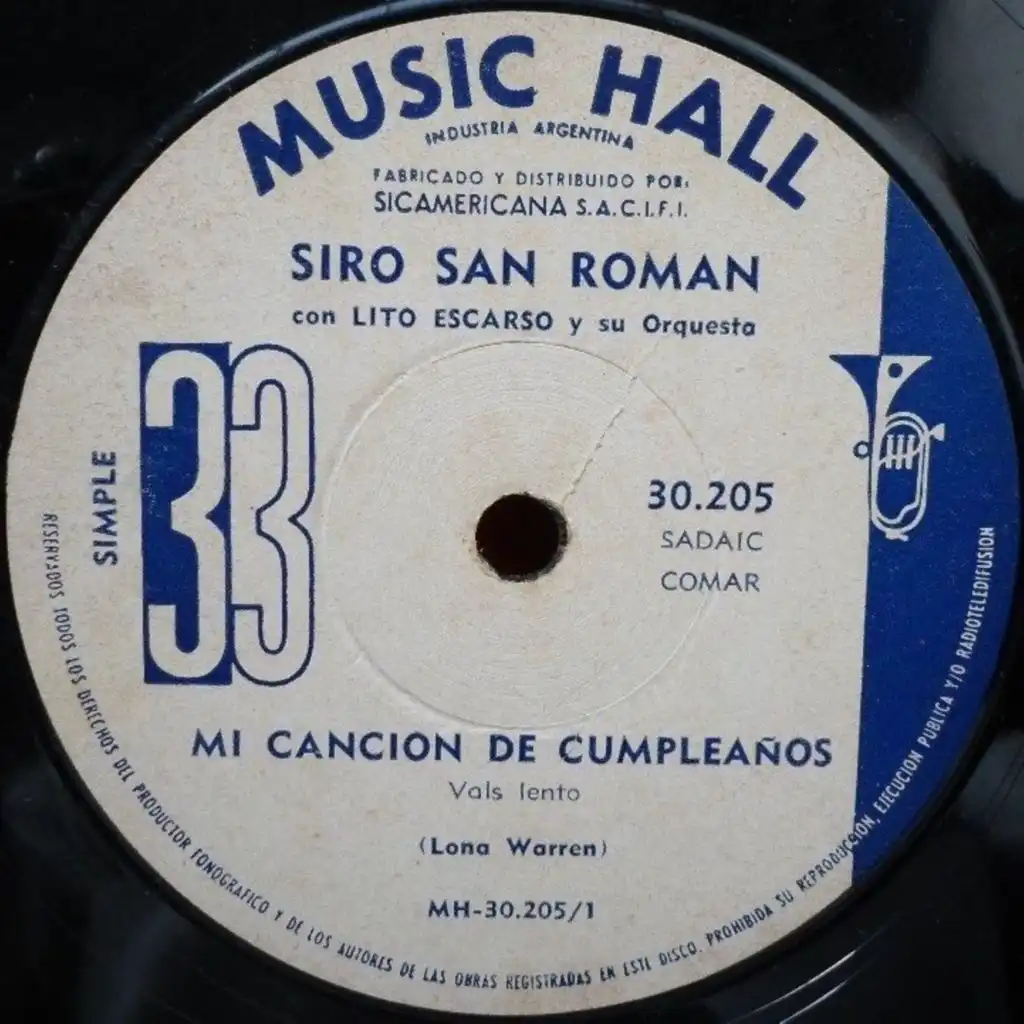 MUSIC HALL
INDUSTRIA ARGENTINA
FABRICADO Y DISTRIBUIDO POR:
SICAMERICANA S.A.C.I.F.I.
SIRO SAN ROMAN
con LITO ESCARSO y su Orquesta
SIMPLE
33
30.205
SADAIC
COMAR
MI CANCION DE CUMPLEAÑOS
Vals lento
(Lona Warren)
MH-30.205/1
RESERVADOS TODOS LOS DERECHOS DEL PRODUCTOR FONOGRAFICO Y DE LOS AUTORES DE LAS OBRAS REGISTRADAS EN ESTE DISCO. PROHIBIDA SU REPRODUCCION, EJECUCION PUBLICA Y/O RADIOTELEDIFUSION